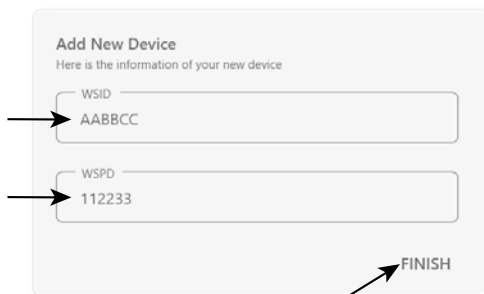 Add New Device
Here is the information of your new device
WSID
AABBCC
WSPD
112233
FINISH